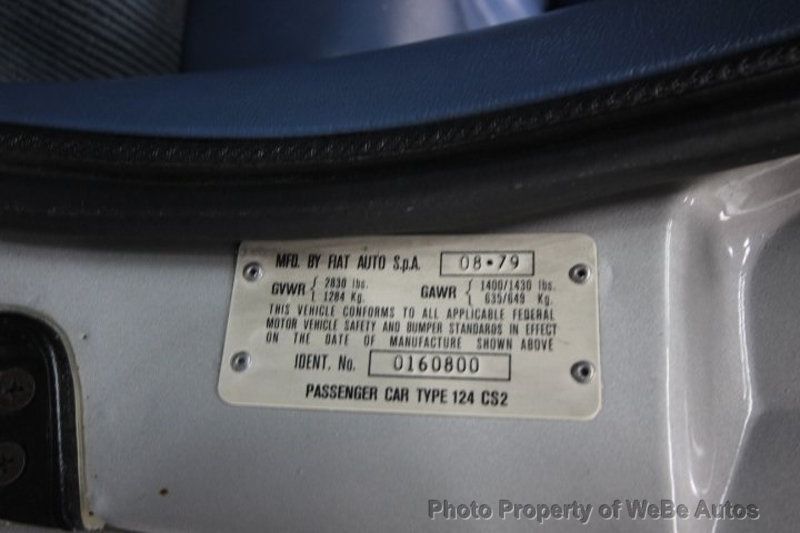 MFD. BY FIAT AUTO S.p.A. 08•79
GVWR { 2830 lbs. GAWR { 1400/1430 lbs.
1284 Kg. 635/649 Kg.
THIS VEHICLE CONFORMS TO ALL APPLICABLE FEDERAL
MOTOR VEHICLE SAFETY AND BUMPER STANDARDS IN EFFECT
ON THE DATE OF MANUFACTURE SHOWN ABOVE
IDENT. No. 0160800
PASSENGER CAR TYPE 124 CS2
Photo Property of WeBe Autos